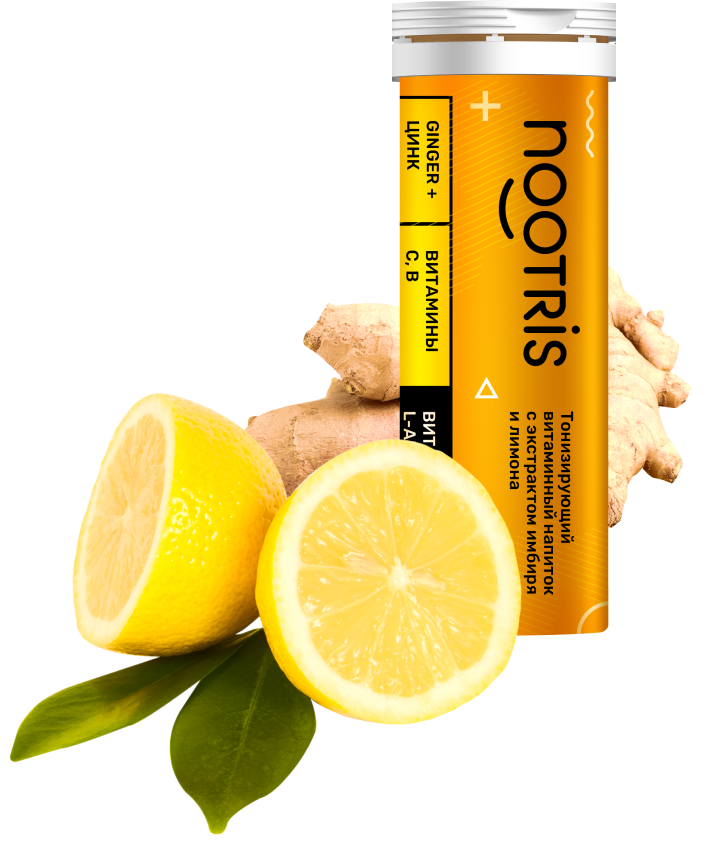 nooTRis
GINGER +
ЦИНК
ВИТАМИНЫ
C, B
Тонизирующий
витаминный напиток
с экстрактом имбиря
и лимона